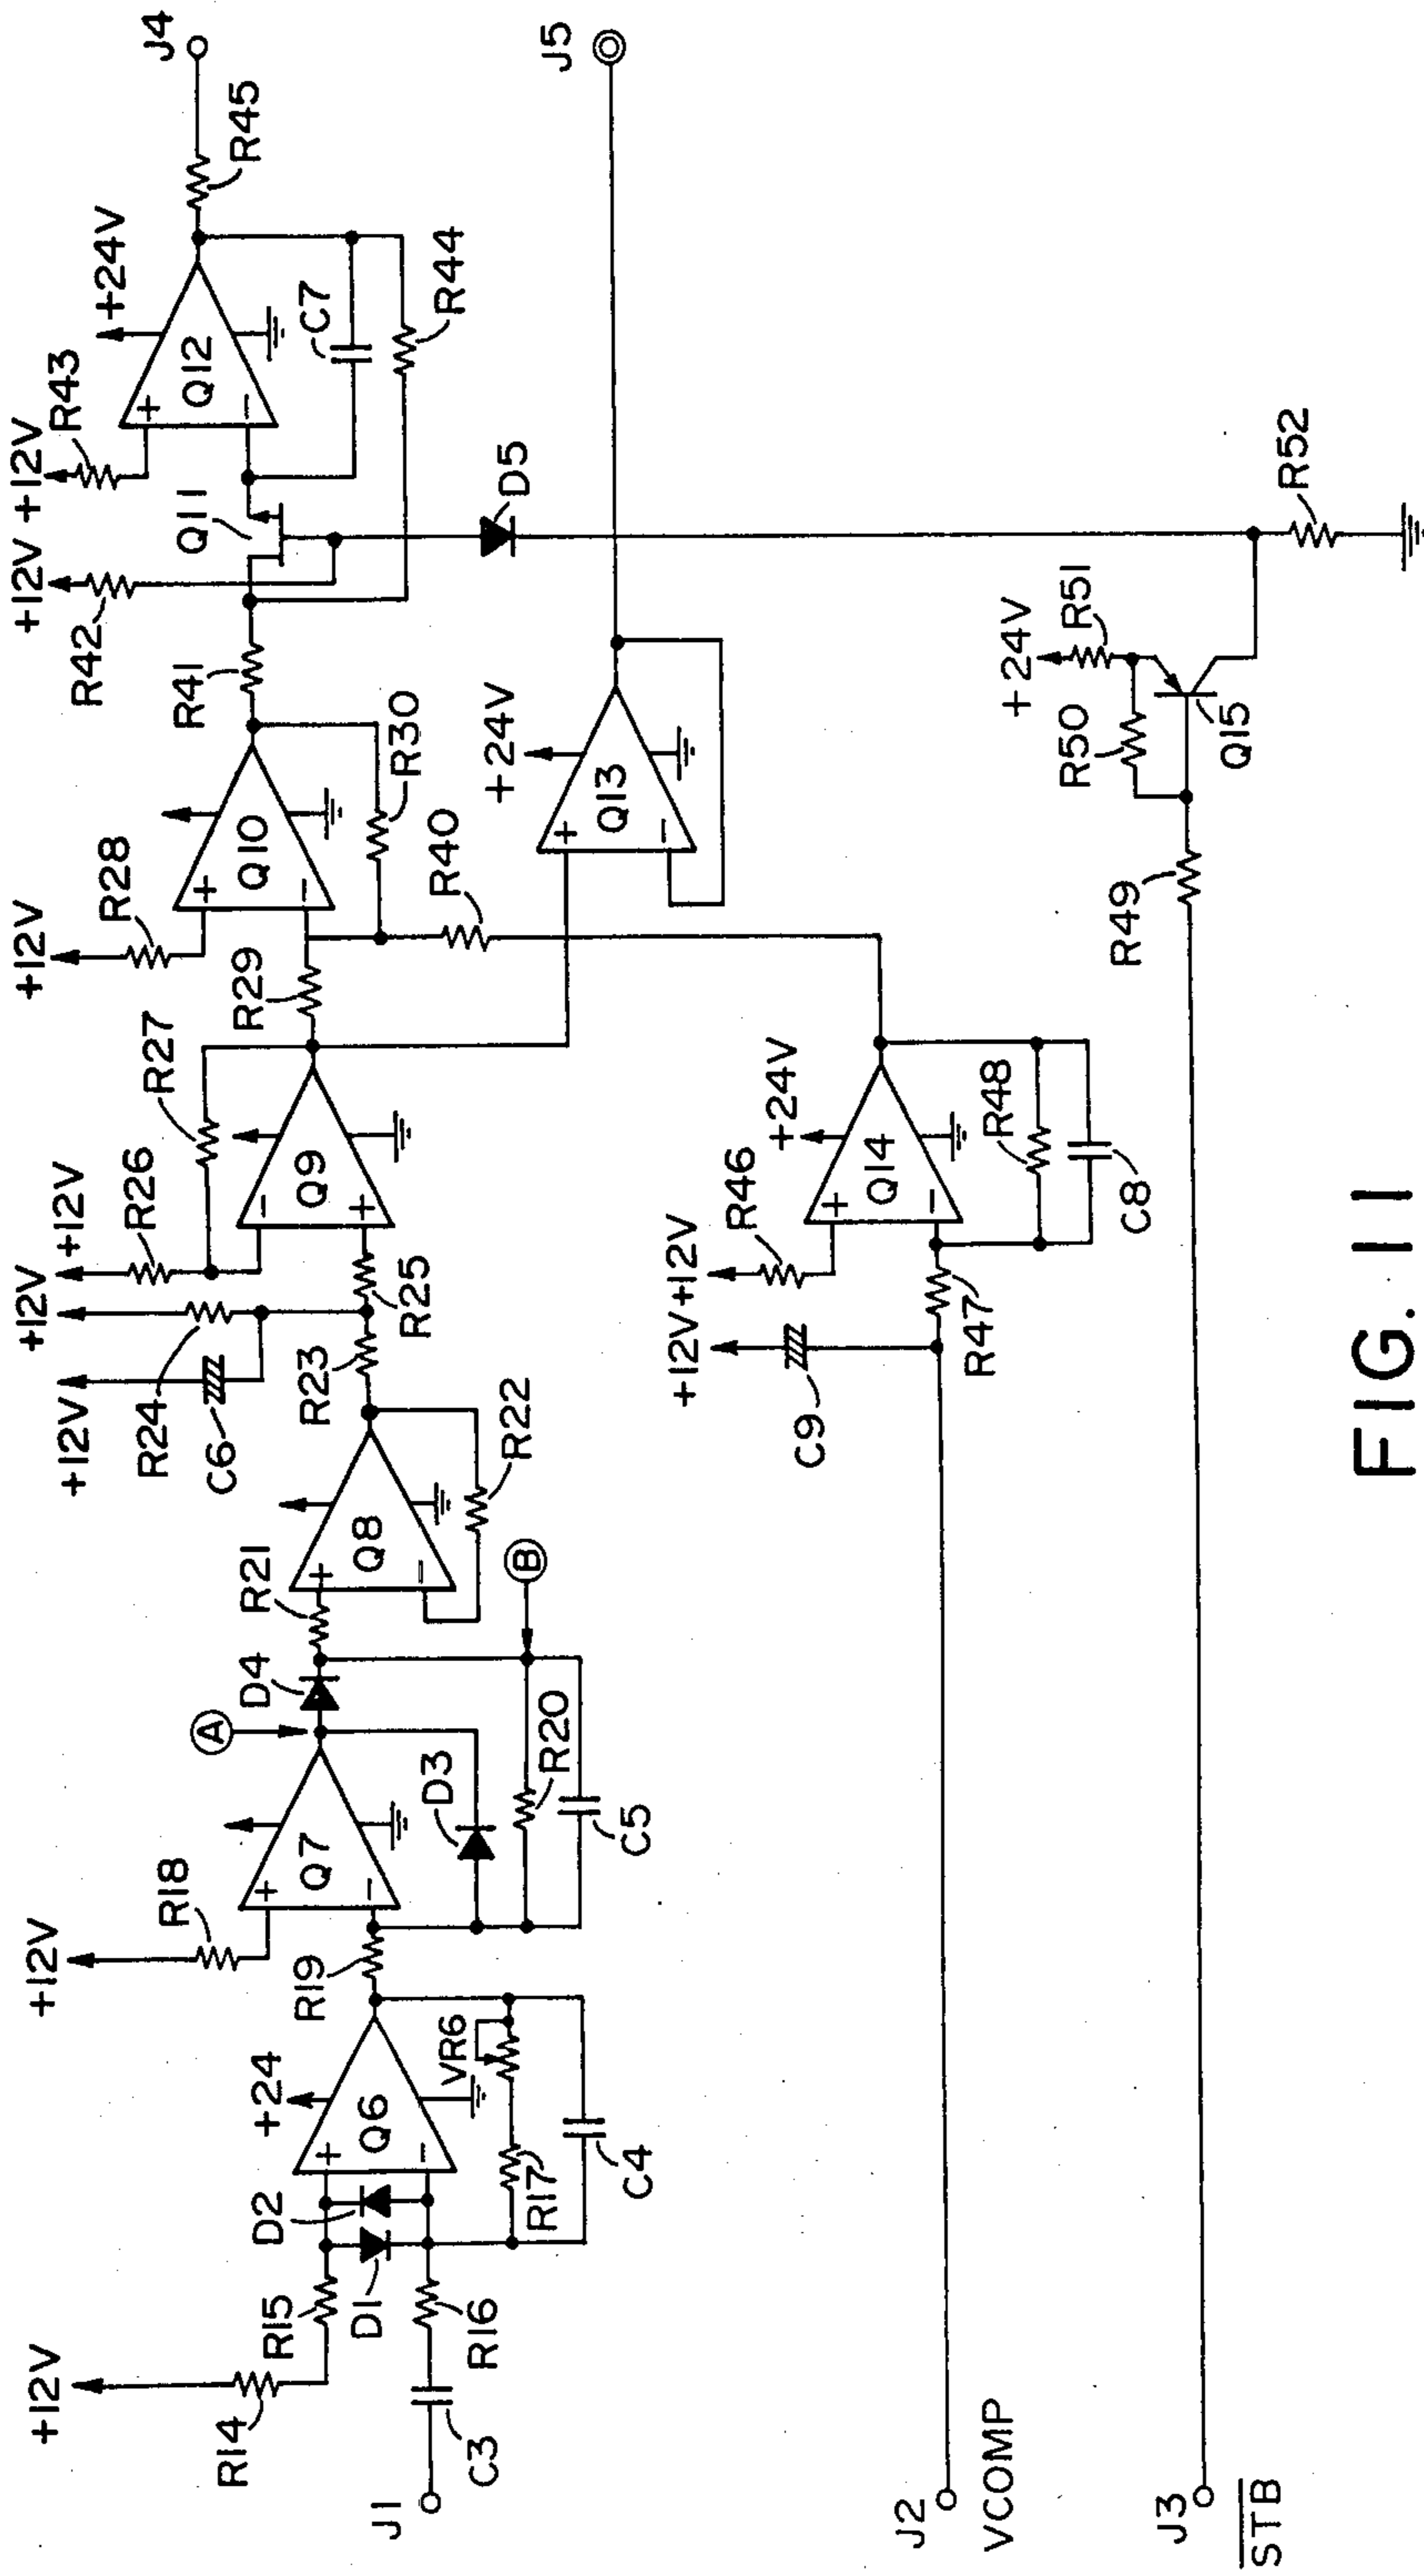 J1
C3
R14
+12V
R15
R16
D1
D2
Q6
+
-
+24
VR6
R17
C4
R19
R18
+12V
Q7
+
-
A
D3
D4
R20
C5
B
R21
Q8
+
-
R22
R23
C6
R24
+12V
+12V
R25
R26
+12V
R27
Q9
-
+
R29
R28
+12V
Q10
+
-
R30
R40
R41
R42
+12V
Q11
R43
+12V
Q12
+
-
+24V
C7
R44
R45
J4
Q13
+
-
+24V
J5
D5
J2
VCOMP
C9
+12V
R47
R46
+12V
Q14
+
-
+24V
R48
C8
J3
STB
R49
R50
R51
+24V
Q15
R52
FIG. 11